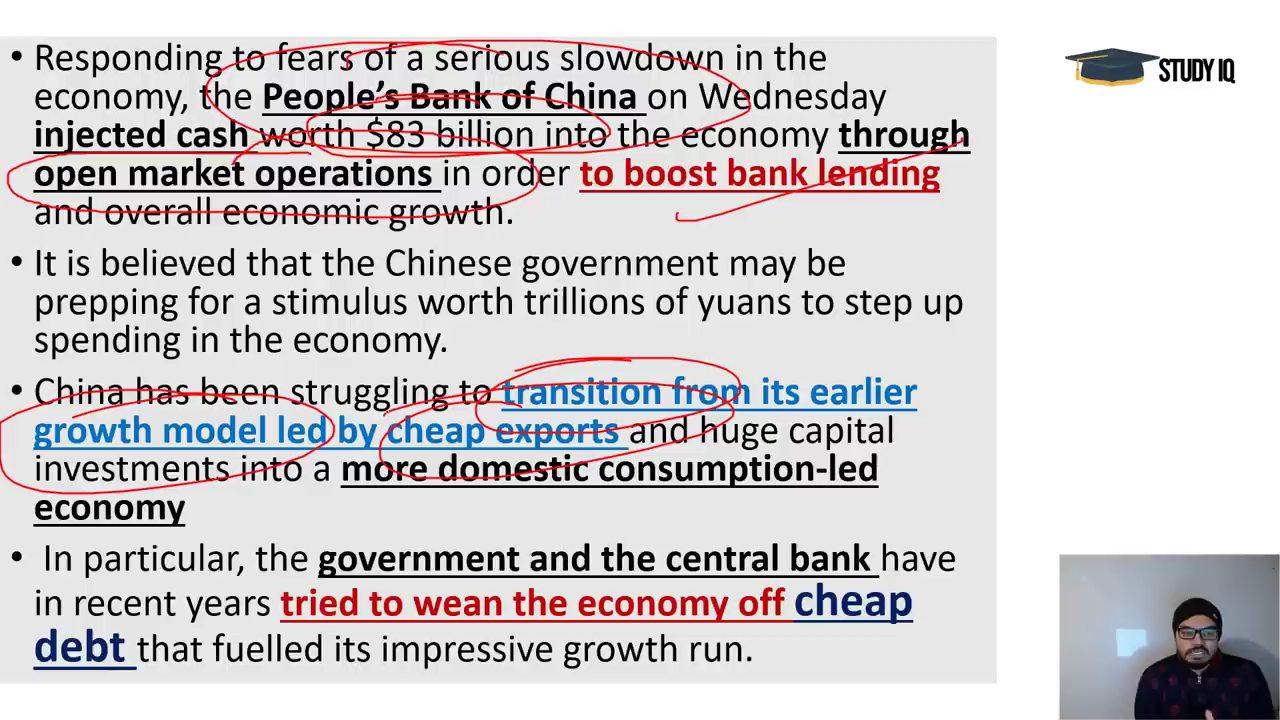 • Responding to fears of a serious slowdown in the
economy, the People's Bank of China on Wednesday
injected cash worth $83 billion into the economy through
open market operations in order to boost bank lending
and overall economic growth.
• It is believed that the Chinese government may be
prepping for a stimulus worth trillions of yuans to step up
spending in the economy.
• China has been struggling to transition from its earlier
growth model led by cheap exports and huge capital
investments into a more domestic consumption-led
economy
• In particular, the government and the central bank have
in recent years tried to wean the economy off cheap
debt that fuelled its impressive growth run.
STUDY IQ